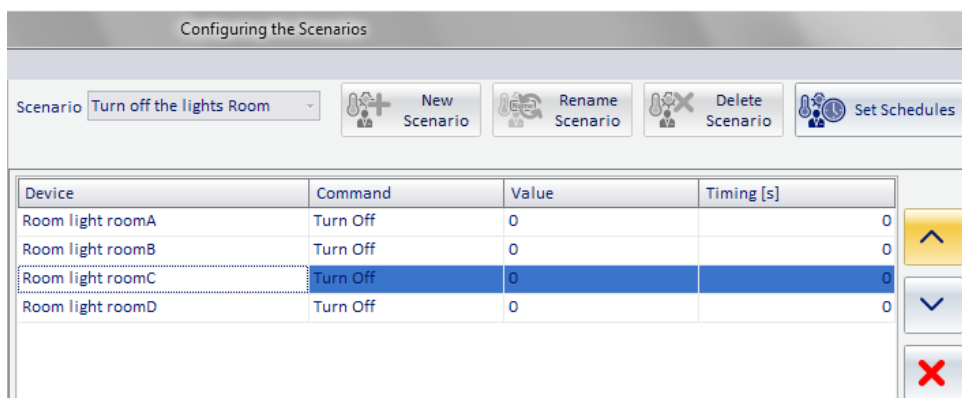 Configuring the Scenarios
Scenario Turn off the lights Room
New Scenario
Name
Rename Scenario
Delete Scenario
Set Schedules
Device Command Value Timing [s]
Room light roomA Turn Off 0 0
Room light roomB Turn Off 0 0
Room light roomC Turn Off 0 0
Room light roomD Turn Off 0 0